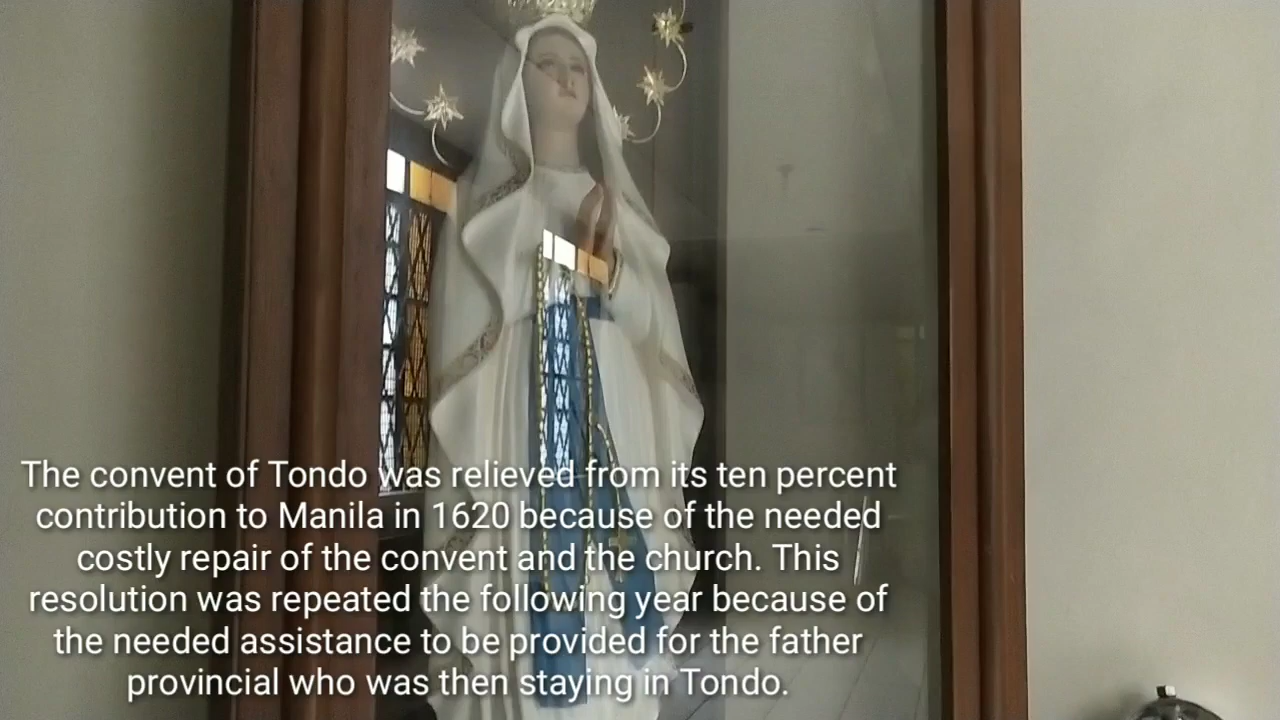 The convent of Tondo was relieved from its ten percent
contribution to Manila in 1620 because of the needed
costly repair of the convent and the church. This
resolution was repeated the following year because of
the needed assistance to be provided for the father
provincial who was then staying in Tondo.